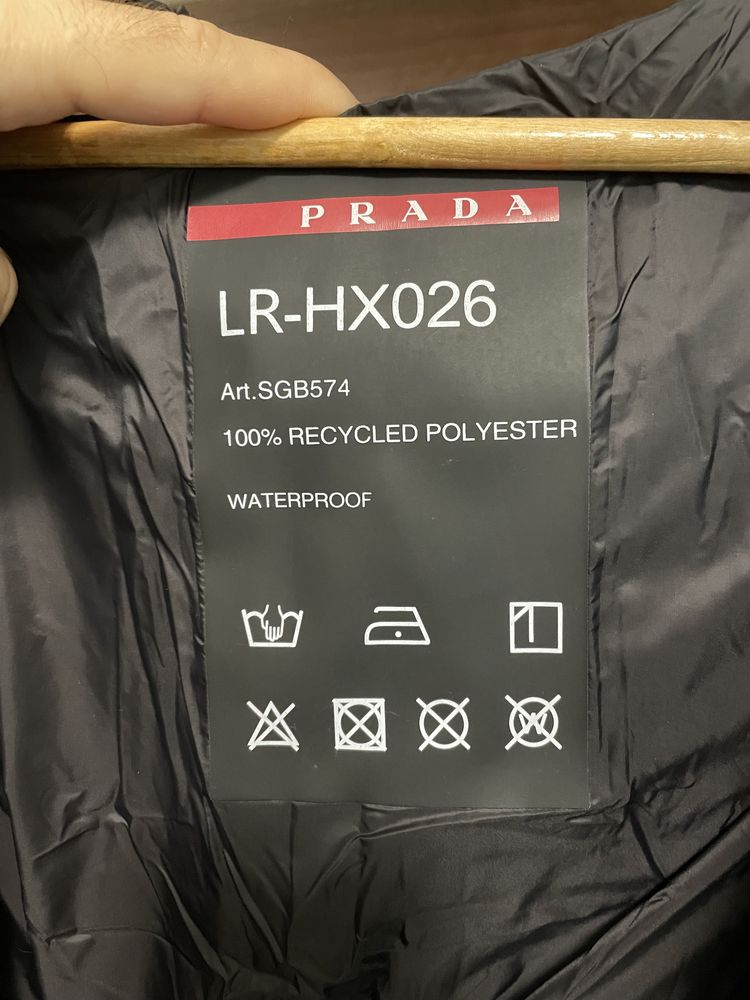 PRADA
LR-HX026
Art.SGB574
100% RECYCLED POLYESTER
WATERPROOF
W